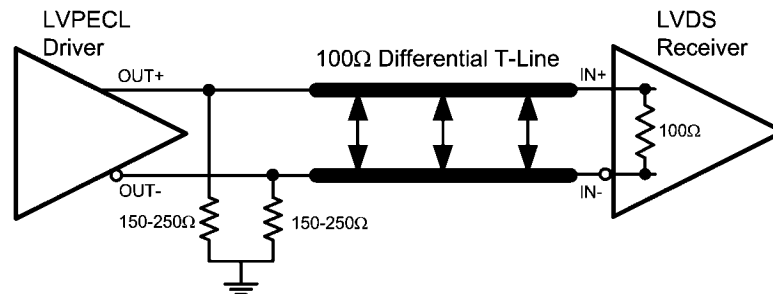 LVPECL
Driver
OUT+
OUT-
150-250Ω
150-250Ω
100Ω Differential T-Line
LVDS
Receiver
IN+
IN-
100Ω